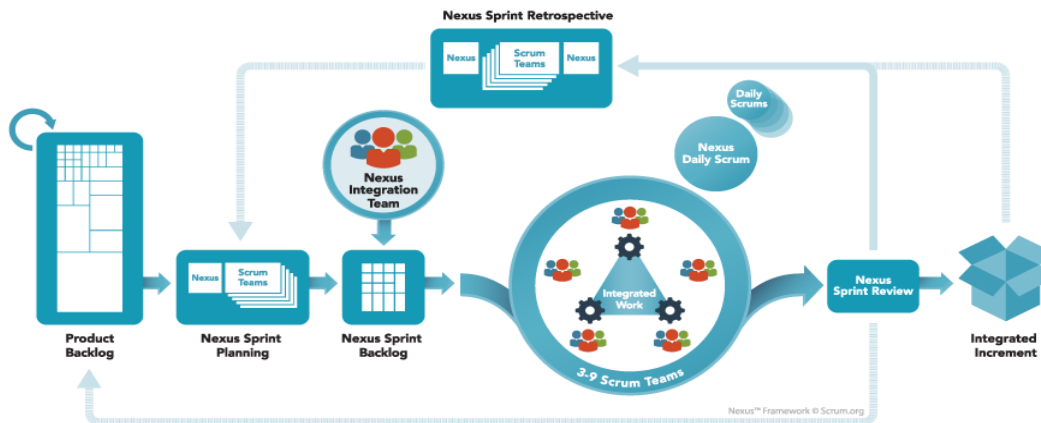 Nexus Sprint Retrospective
Nexus
Scrum
Teams
Nexus
Daily
Scrums
Nexus
Daily Scrum
Nexus
Integration
Team
Nexus
Scrum
Teams
Integrated
Work
Nexus
Sprint Review
Product
Backlog
Nexus Sprint
Planning
Nexus Sprint
Backlog
3-9 Scrum Teams
Integrated
Increment
Nexus™ Framework © Scrum.org